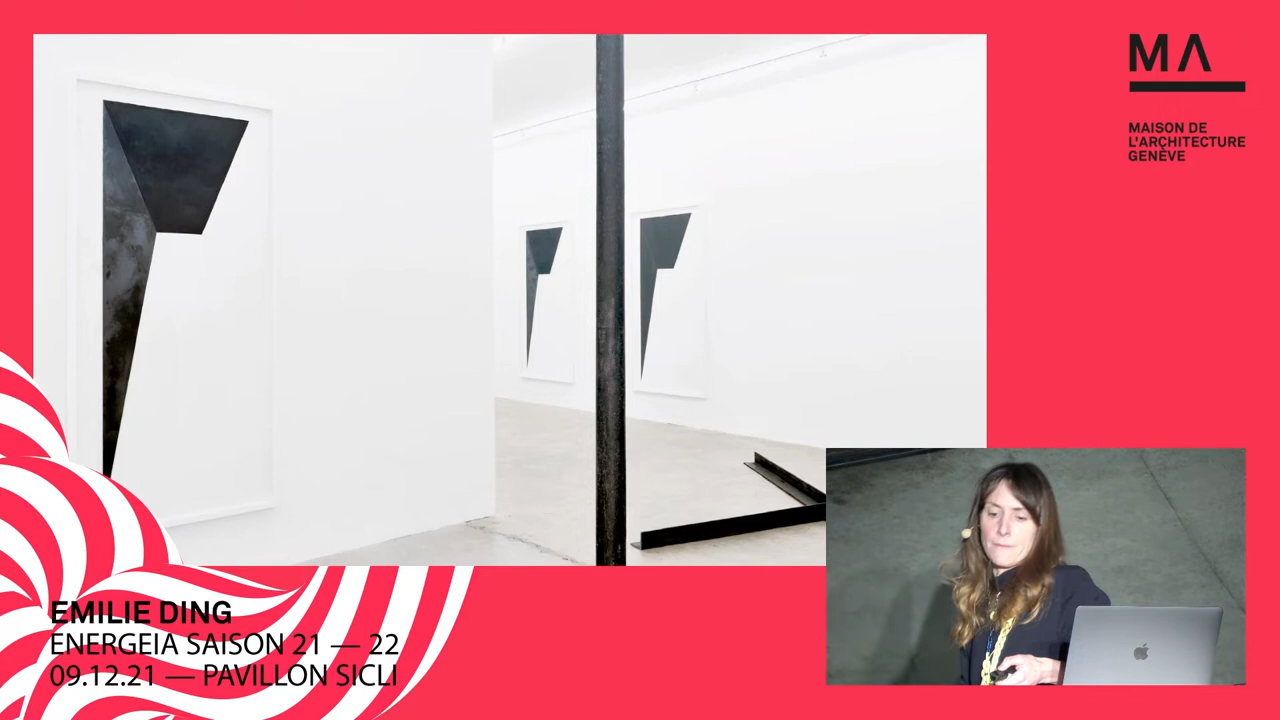 MA
MAISON DE
L'ARCHITECTURE
GENÈVE
EMILIE DING
ENERGEIA SAISON 21 — 22
09.12.21 — PAVILLON SICLI